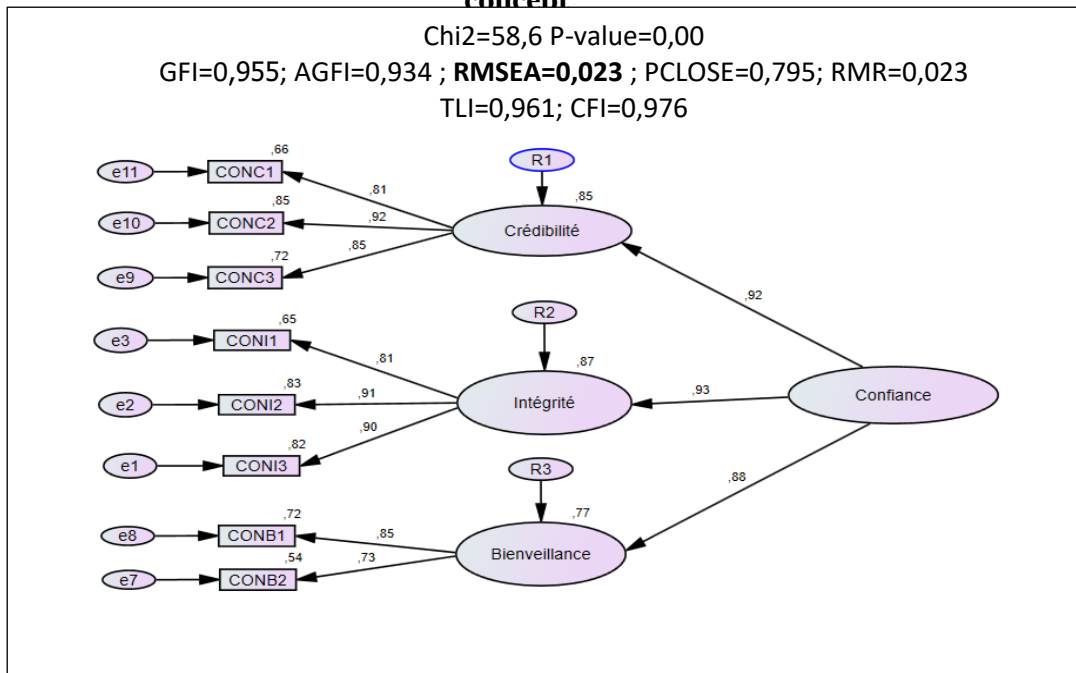 concept
Chi2=58,6 P-value=0,00
GFI=0,955; AGFI=0,934 ; RMSEA=0,023 ; PCLOSE=0,795; RMR=0,023
TLI=0,961; CFI=0,976
,66
e11 CONC1
,81
R1
,85
,85
e10 CONC2
,92
Crédibilité
,72
e9 CONC3
,85
,92
,65
e3 CONI1
,81
R2
,87
,83
e2 CONI2
,91
Intégrité
,93
Confiance
,82
e1 CONI3
,90
R3
,88
,77
,72
e8 CONB1
,85
Bienveillance
,54
e7 CONB2
,73